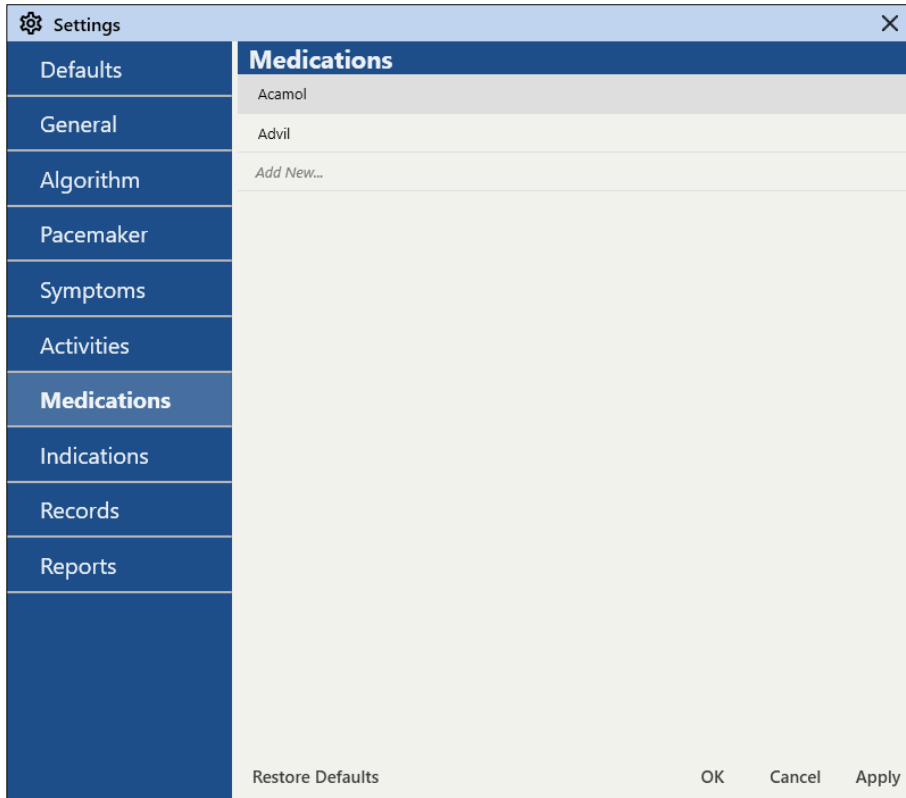 Settings
Defaults
General
Algorithm
Pacemaker
Symptoms
Activities
Medications
Indications
Records
Reports
Medications
Acamol
Advil
Add New...
Restore Defaults
OK Cancel Apply